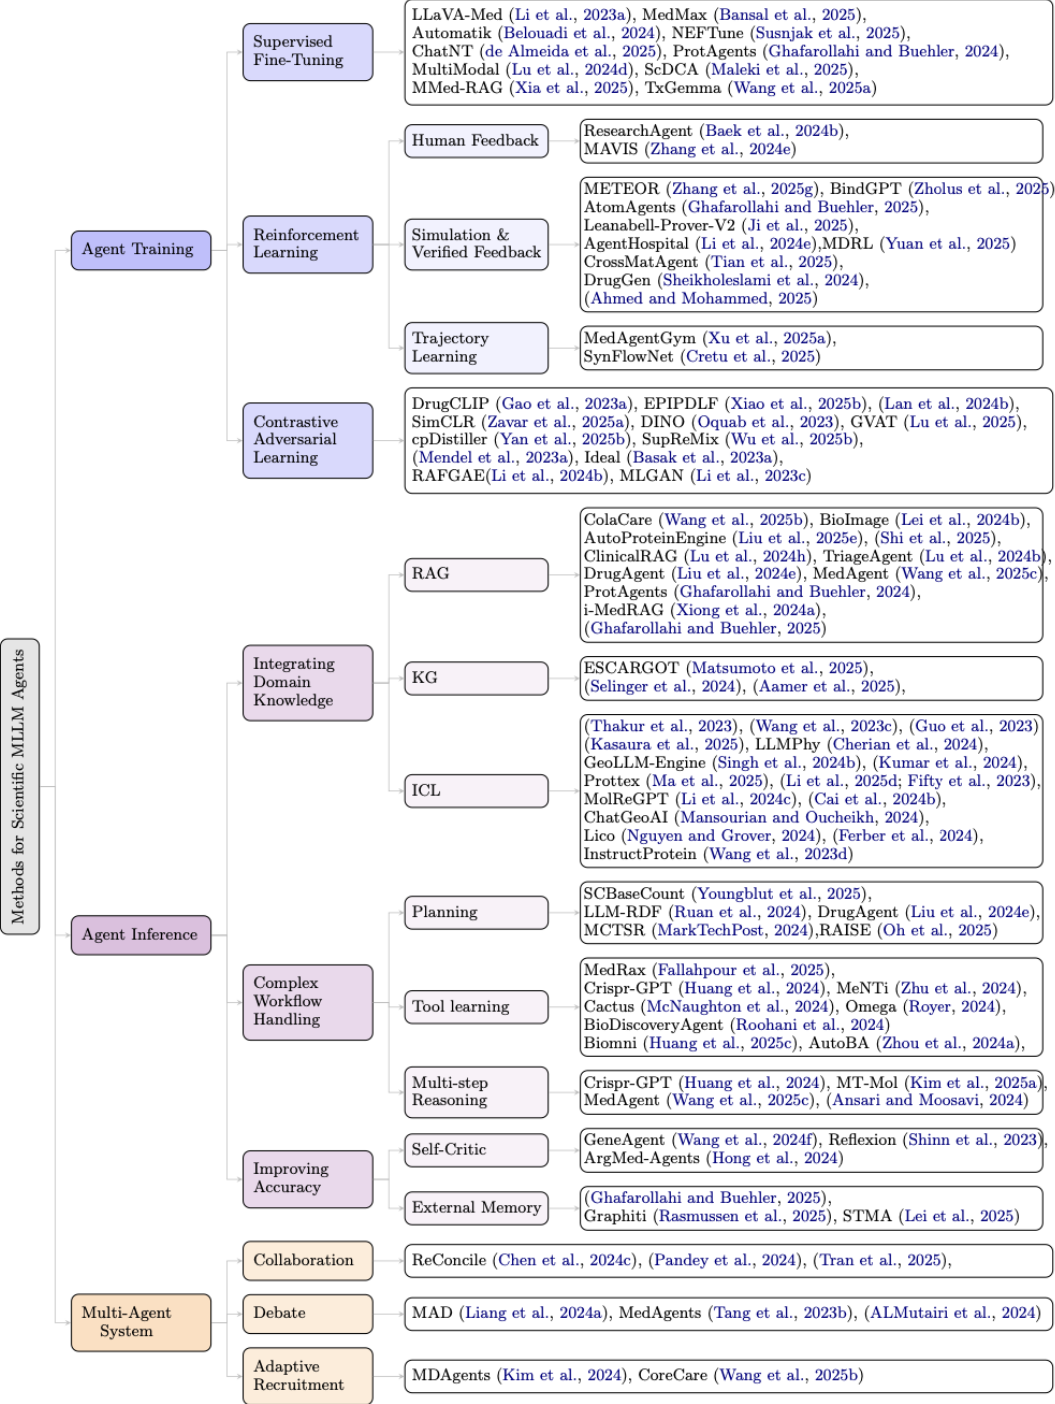 Methods for Scientific MLLM Agents
Agent Training
Supervised
Fine-Tuning
LLaVA-Med (Li et al., 2023a), MedMax (Bansal et al., 2025),
Automatik (Belouadi et al., 2024), NEFTune (Susnjak et al., 2025),
ChatNT (de Almeida et al., 2025), ProtAgents (Ghafarollahi and Buehler, 2024),
MultiModal (Lu et al., 2024d), ScDCA (Maleki et al., 2025),
MMed-RAG (Xia et al., 2025), TxGemma (Wang et al., 2025a)
Reinforcement
Learning
Human Feedback
ResearchAgent (Baek et al., 2024b),
MAVIS (Zhang et al., 2024e)
Simulation &
Verified Feedback
METEOR (Zhang et al., 2025g), BindGPT (Zholus et al., 2025)
AtomAgents (Ghafarollahi and Buehler, 2025),
Leanabell-Prover-V2 (Ji et al., 2025),
AgentHospital (Li et al., 2024e),MDRL (Yuan et al., 2025)
CrossMatAgent (Tian et al., 2025),
DrugGen (Sheikholeslami et al., 2024),
(Ahmed and Mohammed, 2025)
Trajectory
Learning
MedAgentGym (Xu et al., 2025a),
SynFlowNet (Cretu et al., 2025)
Contrastive
Adversarial
Learning
DrugCLIP (Gao et al., 2023a), EPIPDLF (Xiao et al., 2025b), (Lan et al., 2024b),
SimCLR (Zavar et al., 2025a), DINO (Oquab et al., 2023), GVAT (Lu et al., 2025),
cpDistiller (Yan et al., 2025b), SupReMix (Wu et al., 2025b),
(Mendel et al., 2023a), Ideal (Basak et al., 2023a),
RAFGAE(Li et al., 2024b), MLGAN (Li et al., 2023c)
Agent Inference
Integrating
Domain
Knowledge
RAG
ColaCare (Wang et al., 2025b), BioImage (Lei et al., 2024b),
AutoProteinEngine (Liu et al., 2025e), (Shi et al., 2025),
ClinicalRAG (Lu et al., 2024h), TriageAgent (Lu et al., 2024b),
DrugAgent (Liu et al., 2024e), MedAgent (Wang et al., 2025c),
ProtAgents (Ghafarollahi and Buehler, 2024),
i-MedRAG (Xiong et al., 2024a),
(Ghafarollahi and Buehler, 2025)
KG
ESCARGOT (Matsumoto et al., 2025),
(Selinger et al., 2024), (Aamer et al., 2025),
ICL
(Thakur et al., 2023), (Wang et al., 2023c), (Guo et al., 2023)
(Kasaura et al., 2025), LLMPhy (Cherian et al., 2024),
GeoLLM-Engine (Singh et al., 2024b), (Kumar et al., 2024),
Prottex (Ma et al., 2025), (Li et al., 2025d; Fifty et al., 2023),
MolReGPT (Li et al., 2024c), (Cai et al., 2024b),
ChatGeoAI (Mansourian and Oucheikh, 2024),
Lico (Nguyen and Grover, 2024), (Ferber et al., 2024),
InstructProtein (Wang et al., 2023d)
Complex
Workflow
Handling
Planning
SCBaseCount (Youngblut et al., 2025),
LLM-RDF (Ruan et al., 2024), DrugAgent (Liu et al., 2024e),
MCTSR (MarkTechPost, 2024),RAISE (Oh et al., 2025)
Tool learning
MedRax (Fallahpour et al., 2025),
Crispr-GPT (Huang et al., 2024), MeNTi (Zhu et al., 2024),
Cactus (McNaughton et al., 2024), Omega (Royer, 2024),
BioDiscoveryAgent (Roohani et al., 2024)
Biomni (Huang et al., 2025c), AutoBA (Zhou et al., 2024a),
Multi-step
Reasoning
Crispr-GPT (Huang et al., 2024), MT-Mol (Kim et al., 2025a),
MedAgent (Wang et al., 2025c), (Ansari and Moosavi, 2024)
Improving
Accuracy
Self-Critic
GeneAgent (Wang et al., 2024f), Reflexion (Shinn et al., 2023),
ArgMed-Agents (Hong et al., 2024)
External Memory
(Ghafarollahi and Buehler, 2025),
Graphiti (Rasmussen et al., 2025), STMA (Lei et al., 2025)
Multi-Agent
System
Collaboration
ReConcile (Chen et al., 2024c), (Pandey et al., 2024), (Tran et al., 2025),
Debate
MAD (Liang et al., 2024a), MedAgents (Tang et al., 2023b), (ALMutairi et al., 2024)
Adaptive
Recruitment
MDAgents (Kim et al., 2024), CoreCare (Wang et al., 2025b)